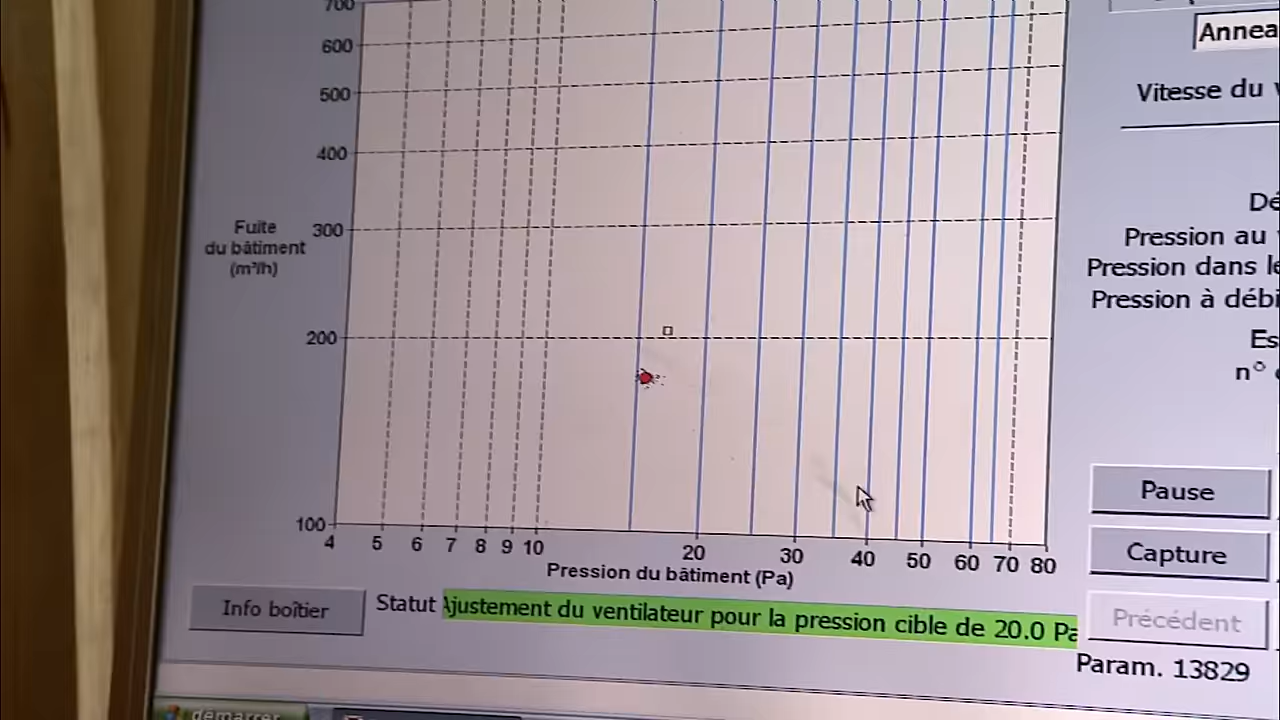 700
600
500
400
300
200
100
Fuite
du bâtiment
(m³/h)
4 5 6 7 8 9 10 20 30 40 50 60 70 80
Pression du bâtiment (Pa)
Info boîtier
Statut Ajustement du ventilateur pour la pression cible de 20.0 Pa
Annea
Vitesse du v
Dé
Pression au
Pression dans le
Pression à débi
Es
n°
Pause
Capture
Précédent
Param. 13829
démarrer